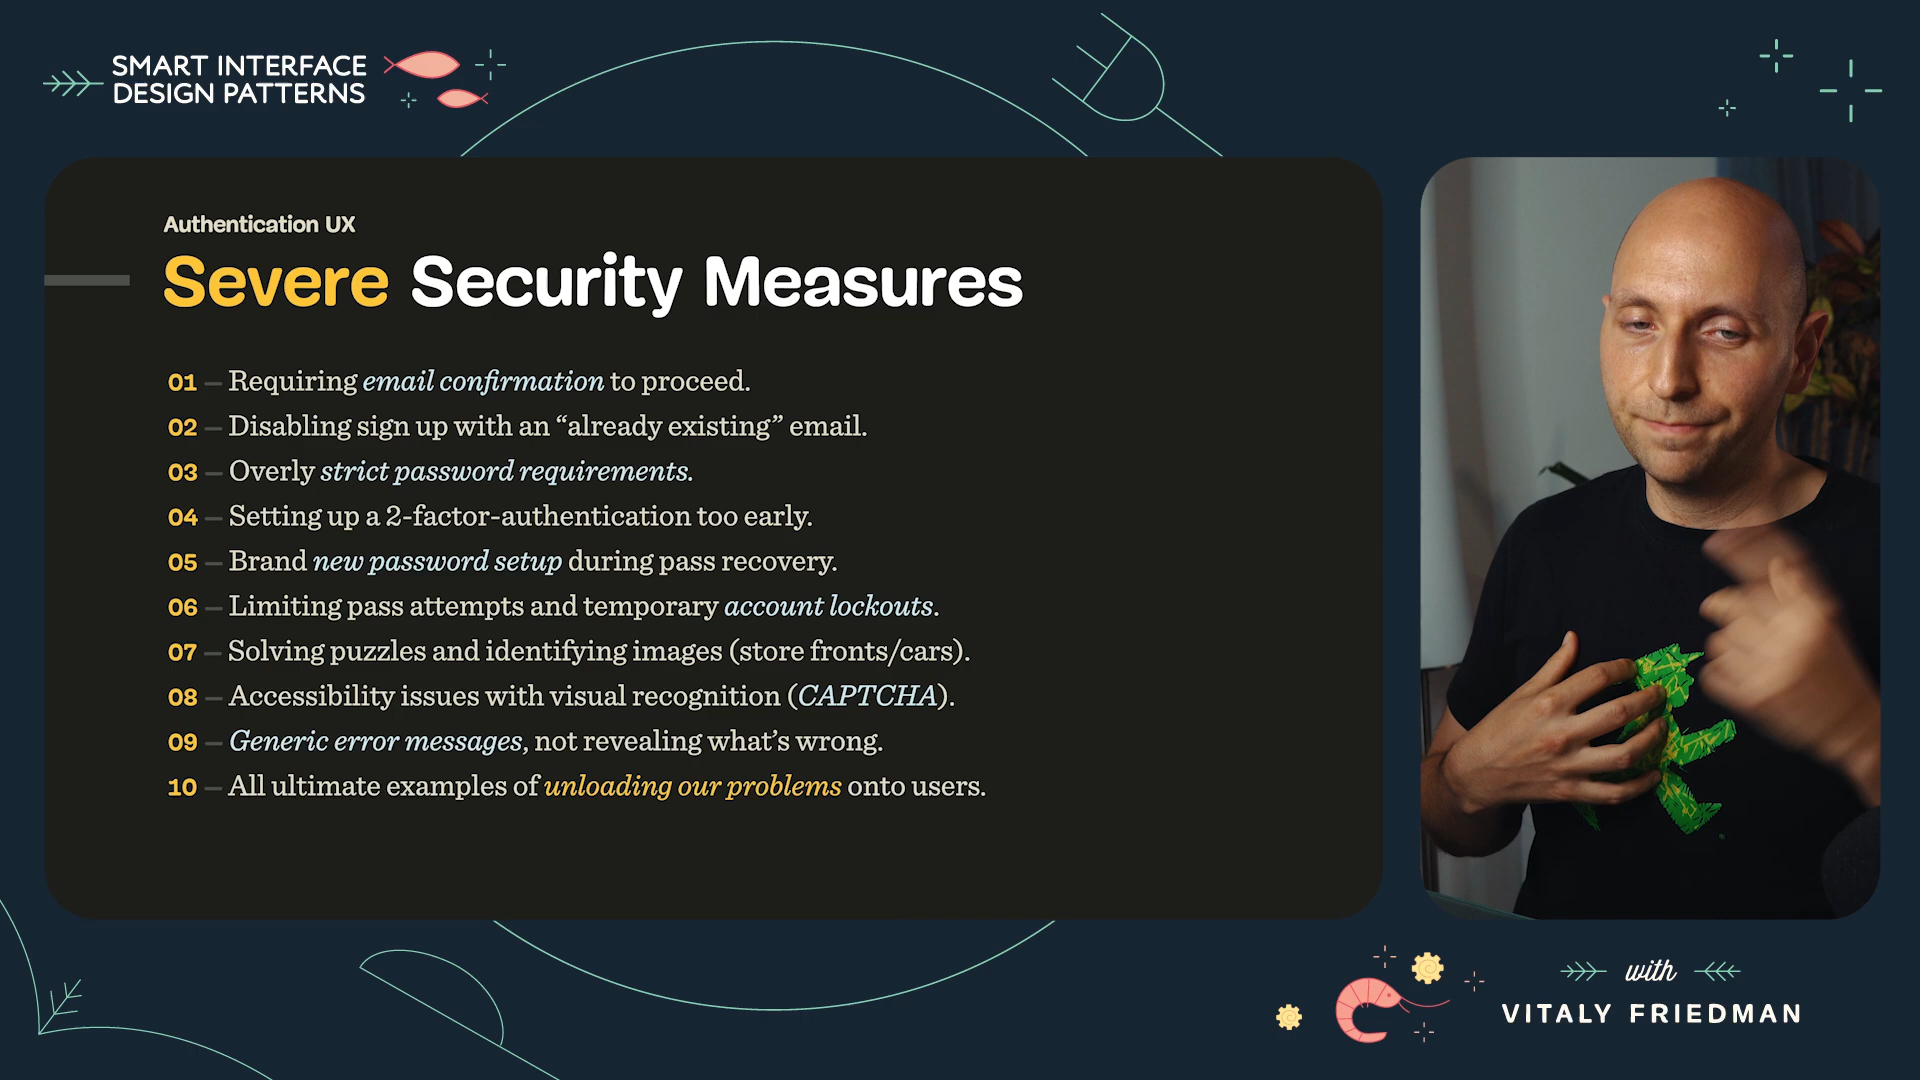 SMART INTERFACE
DESIGN PATTERNS
Authentication UX
Severe Security Measures
01 — Requiring email confirmation to proceed.
02 — Disabling sign up with an “already existing” email.
03 — Overly strict password requirements.
04 — Setting up a 2-factor-authentication too early.
05 — Brand new password setup during pass recovery.
06 — Limiting pass attempts and temporary account lockouts.
07 — Solving puzzles and identifying images (store fronts/cars).
08 — Accessibility issues with visual recognition (CAPTCHA).
09 — Generic error messages, not revealing what’s wrong.
10 — All ultimate examples of unloading our problems onto users.
with
VITALY FRIEDMAN